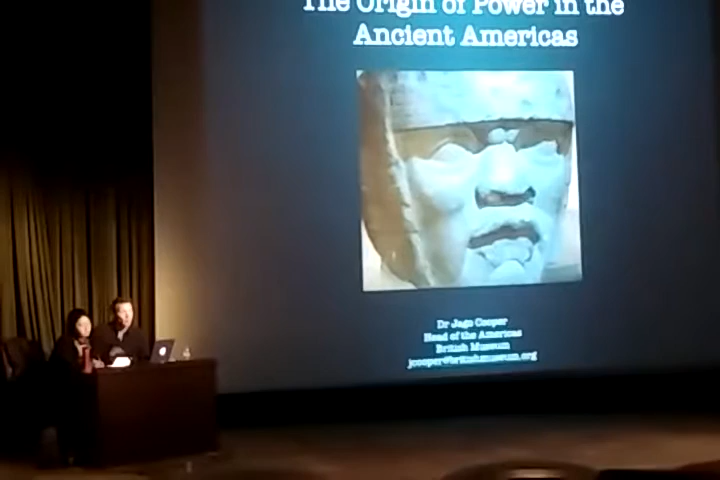 The Origin of Power in the
Ancient Americas
Dr Jago Cooper
Head of the Americas
British Museum
jcooper@britishmuseum.org